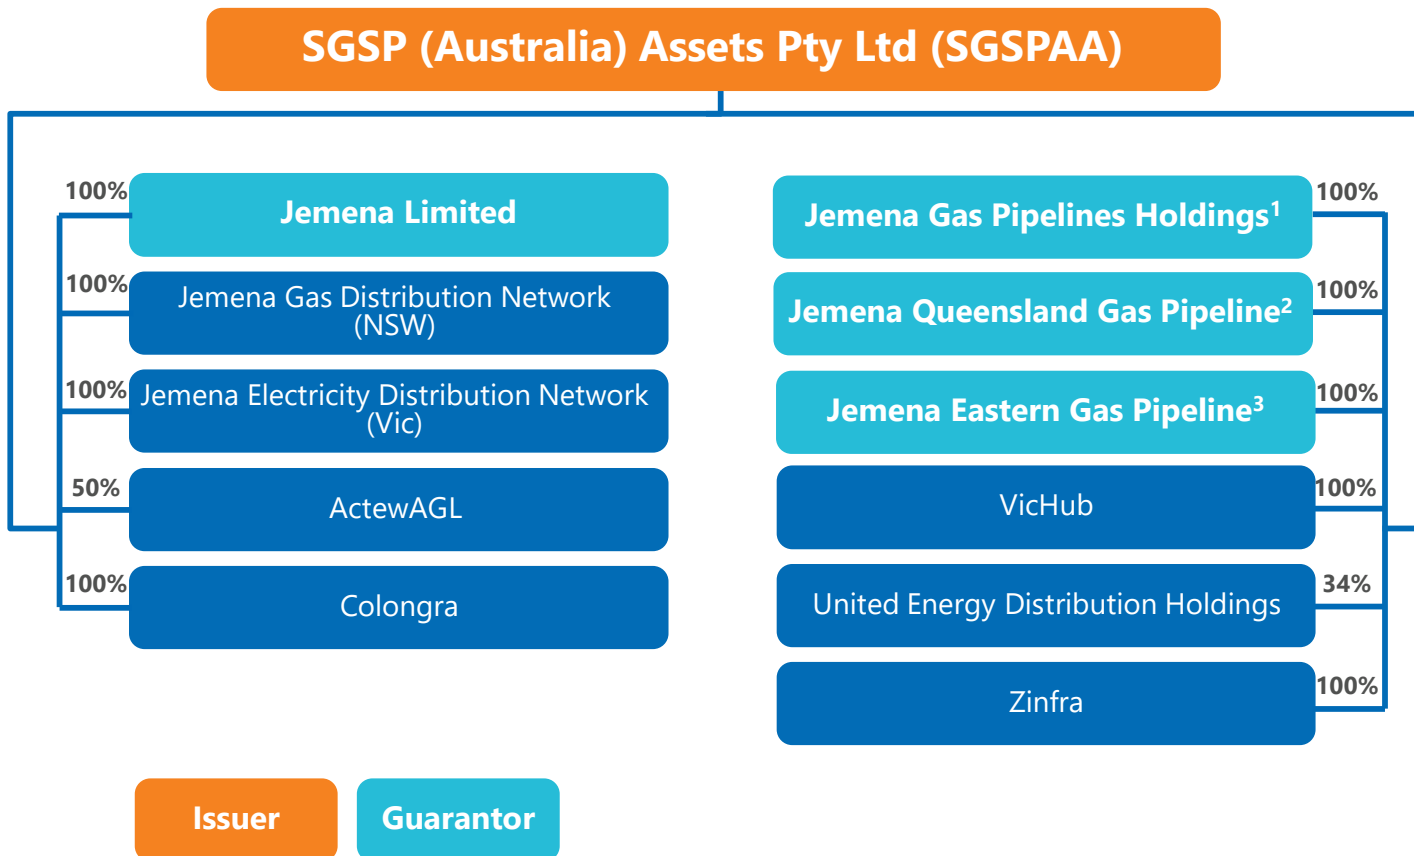 SGSP (Australia) Assets Pty Ltd (SGSPAA)
100%
Jemena Limited
100%
Jemena Gas Distribution Network
(NSW)
100%
Jemena Electricity Distribution Network
(Vic)
50%
ActewAGL
100%
Colongra
Jemena Gas Pipelines Holdings¹
100%
Jemena Queensland Gas Pipeline²
100%
Jemena Eastern Gas Pipeline³
100%
VicHub
100%
United Energy Distribution Holdings
34%
Zinfra
100%
Issuer
Guarantor